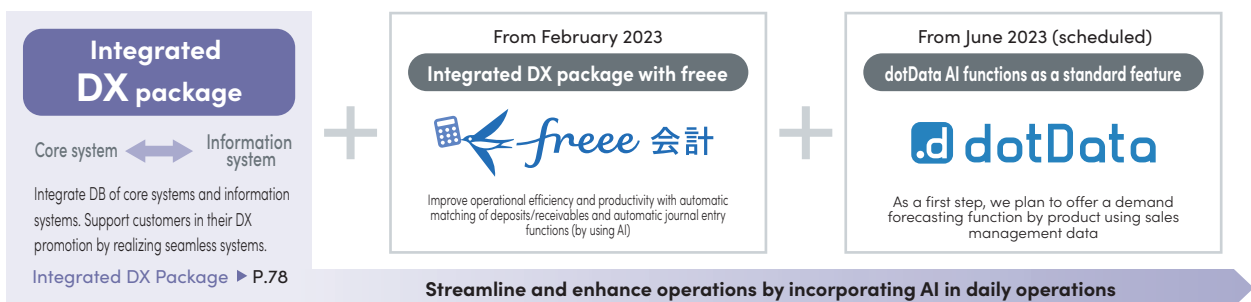 Integrated
DX package
Core system
Information
system
Integrate DB of core systems and information
systems. Support customers in their DX
promotion by realizing seamless systems.
Integrated DX Package ▶ P.78
+
From February 2023
Integrated DX package with freee
freee 会計
Improve operational efficiency and productivity with automatic
matching of deposits/receivables and automatic journal entry
functions (by using AI)
+
From June 2023 (scheduled)
dotData AI functions as a standard feature
.d dotData
As a first step, we plan to offer a demand
forecasting function by product using sales
management data
Streamline and enhance operations by incorporating AI in daily operations